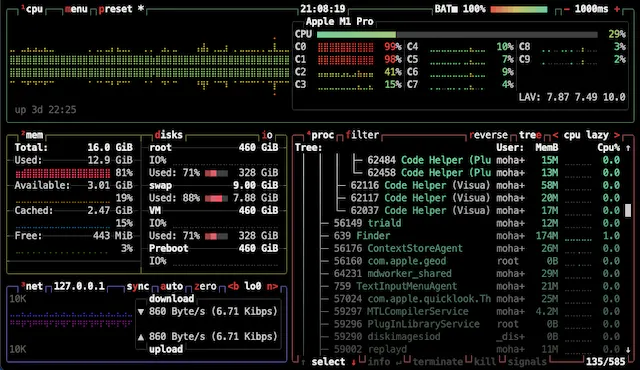 ¹cpu menu preset * 21:08:19 BAT■ 100% - 1000ms +
Apple M1 Pro
CPU 29%
C0 99% C4 10% C8 3%
C1 98% C5 7% C9 2%
C2 41% C6 9%
C3 15% C7 4%
LAV: 7.87 7.49 10.0
up 3d 22:25
²mem
Total: 16.0 GiB
Used: 12.9 GiB
81%
Available: 3.01 GiB
19%
Cached: 2.47 GiB
15%
Free: 443 MiB
3%
disks io
root 460 GiB
IO%
Used: 71% 328 GiB
swap 9.00 GiB
Used: 88% 7.88 GiB
VM 460 GiB
IO%
Used: 71% 328 GiB
Preboot 460 GiB
IO%
³net 127.0.0.1 sync auto zero <b lo0 n>
10K
download
▼ 860 Byte/s (6.71 Kibps)
▲ 860 Byte/s (6.71 Kibps)
upload
10K
⁴proc filter reverse tree < cpu lazy >
Tree: User: MemB Cpu% ↑
62484 Code Helper (Plu moha+ 15M 0.0
62458 Code Helper (Plu moha+ 13M 0.0
62116 Code Helper (Visua) moha+ 58M 0.0
62117 Code Helper (Visua) moha+ 20M 0.0
62037 Code Helper (Visua) moha+ 17M 0.0
56149 triald moha+ 12M 0.0
639 Finder moha+ 174M 1.0
56176 ContextStoreAgent moha+ 26M 0.0
56160 com.apple.geod root 0B 0.0
64231 mdworker_shared moha+ 29M 0.0
759 TextInputMenuAgent moha+ 21M 0.0
57024 com.apple.quicklook.Th moha+ 25M 0.0
59297 MTLCompilerService moha+ 4.2M 0.0
59296 PlugInLibraryService root 0B 0.0
59290 diskimagesiod _dis+ 0B 0.0
59002 replayd moha+ 11M 0.0 ↓
↑ select ↓ info ↵ terminate kill signals 135/585